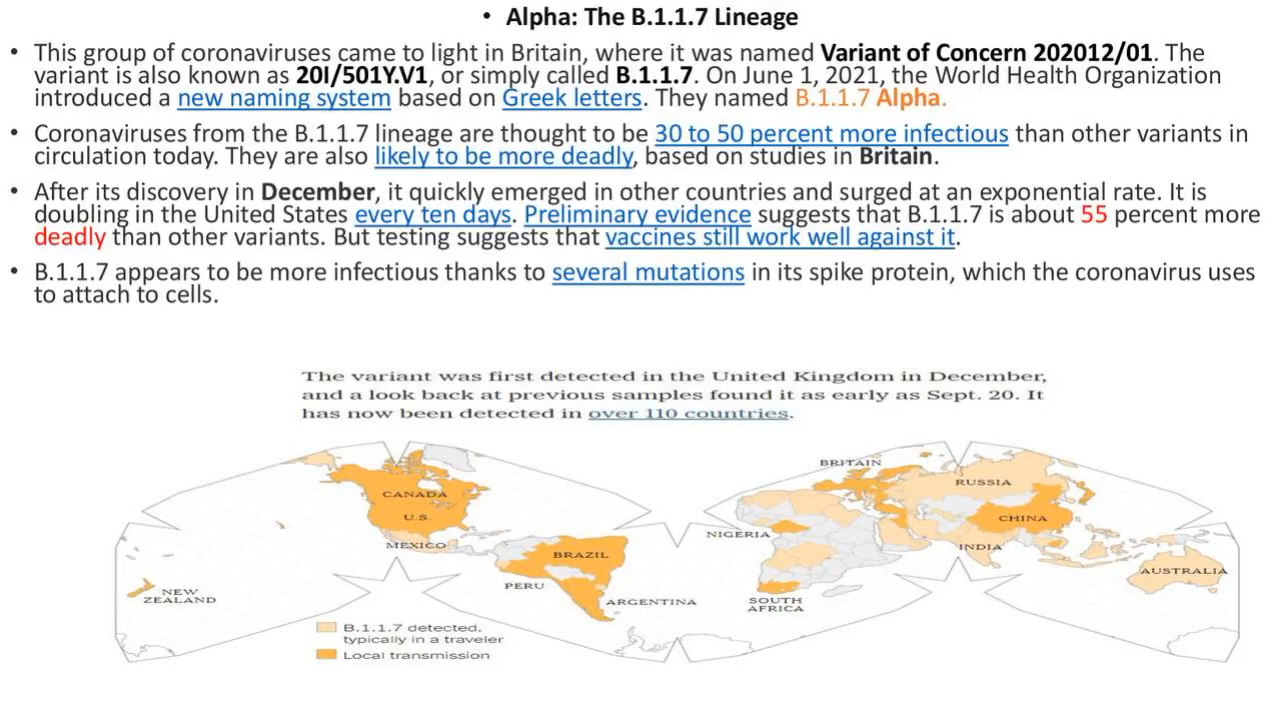 • Alpha: The B.1.1.7 Lineage
• This group of coronaviruses came to light in Britain, where it was named Variant of Concern 202012/01. The
variant is also known as 20I/501Y.V1, or simply called B.1.1.7. On June 1, 2021, the World Health Organization
introduced a new naming system based on Greek letters. They named B.1.1.7 Alpha.
• Coronaviruses from the B.1.1.7 lineage are thought to be 30 to 50 percent more infectious than other variants in
circulation today. They are also likely to be more deadly, based on studies in Britain.
• After its discovery in December, it quickly emerged in other countries and surged at an exponential rate. It is
doubling in the United States every ten days. Preliminary evidence suggests that B.1.1.7 is about 55 percent more
deadly than other variants. But testing suggests that vaccines still work well against it.
• B.1.1.7 appears to be more infectious thanks to several mutations in its spike protein, which the coronavirus uses
to attach to cells.
The variant was first detected in the United Kingdom in December,
and a look back at previous samples found it as early as Sept. 20. It
has now been detected in over 110 countries.
BRITAIN
RUSSIA
CANADA
U.S.
CHINA
NIGERIA
MEXICO
INDIA
BRAZIL
AUSTRALIA
PERU
NEW
ZEALAND
ARGENTINA
SOUTH
AFRICA
B.1.1.7 detected,
typically in a traveler
Local transmission